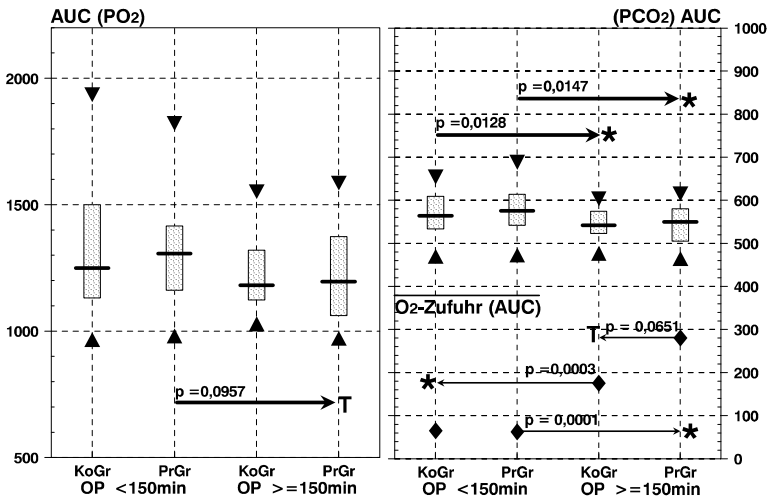 AUC (PO2)
(PCO2) AUC
2000
1500
1000
500
p =0,0957
T
KoGr PrGr KoGr PrGr
OP <150min OP >=150min
1000
900
800
700
600
500
400
300
200
100
0
p =0,0147
*
p =0,0128
*
O2-Zufuhr (AUC)
T p =0,0651
* p =0,0003
p =0,0001
*
KoGr PrGr KoGr PrGr
OP <150min OP >=150min